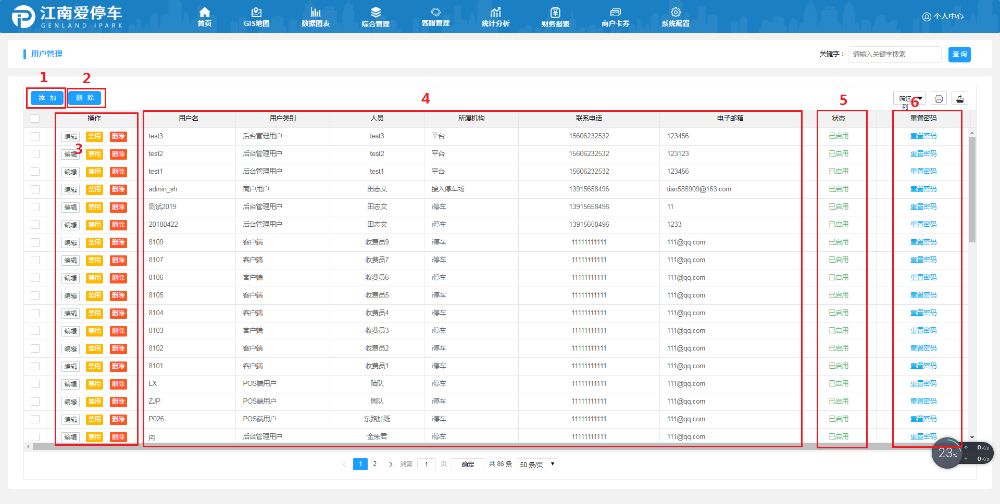 江南爱停车
GENLAND IPARK
首页 GIS地图 数据图表 综合管理 客服管理 统计分析 财务报表 商户卡券 系统配置 个人中心
用户管理 关键字： 请输入关键字搜索 查 询
1 2 4 5 6
添 加 删 除 筛选列
3
操作 用户名 用户类别 人员 所属机构 联系电话 电子邮箱 状态 重置密码
编辑 禁用 删除 test3 后台管理用户 test3 平台 15606232532 123456 已启用 重置密码
编辑 禁用 删除 test2 后台管理用户 test2 平台 15606232532 123123 已启用 重置密码
编辑 禁用 删除 test1 后台管理用户 test1 平台 15606232532 123456 已启用 重置密码
编辑 禁用 删除 admin_sh 商户用户 田志文 接入停车场 13915658496 tian585909@163.com 已启用 重置密码
编辑 禁用 删除 测试2019 后台管理用户 田志文 i停车 13915658496 11 已启用 重置密码
编辑 禁用 删除 20180422 后台管理用户 田志文 i停车 13915658496 1233 已启用 重置密码
编辑 禁用 删除 8109 客户端 收费员9 i停车 11111111111 111@qq.com 已启用 重置密码
编辑 禁用 删除 8107 客户端 收费员7 i停车 11111111111 111@qq.com 已启用 重置密码
编辑 禁用 删除 8106 客户端 收费员6 i停车 11111111111 111@qq.com 已启用 重置密码
编辑 禁用 删除 8105 客户端 收费员5 i停车 11111111111 111@qq.com 已启用 重置密码
编辑 禁用 删除 8104 客户端 收费员4 i停车 11111111111 111@qq.com 已启用 重置密码
编辑 禁用 删除 8103 客户端 收费员3 i停车 11111111111 111@qq.com 已启用 重置密码
编辑 禁用 删除 8102 客户端 收费员2 i停车 11111111111 111@qq.com 已启用 重置密码
编辑 禁用 删除 8101 客户端 收费员1 i停车 11111111111 111@qq.com 已启用 重置密码
编辑 禁用 删除 LX POS端用户 陆队 i停车 11111111111 111@qq.com 已启用 重置密码
编辑 禁用 删除 ZJP POS端用户 周队 i停车 11111111111 111@qq.com 已启用 重置密码
编辑 禁用 删除 P026 POS端用户 东路加班 i停车 11111111111 111@qq.com 已启用 重置密码
编辑 禁用 删除 jzj 后台管理用户 金朱君 i停车 11111111111 111@qq.com 已启用 重置密码
23% 0K/s
0K/s
1 2 到第 1 页 确定 共 86 条 50 条/页